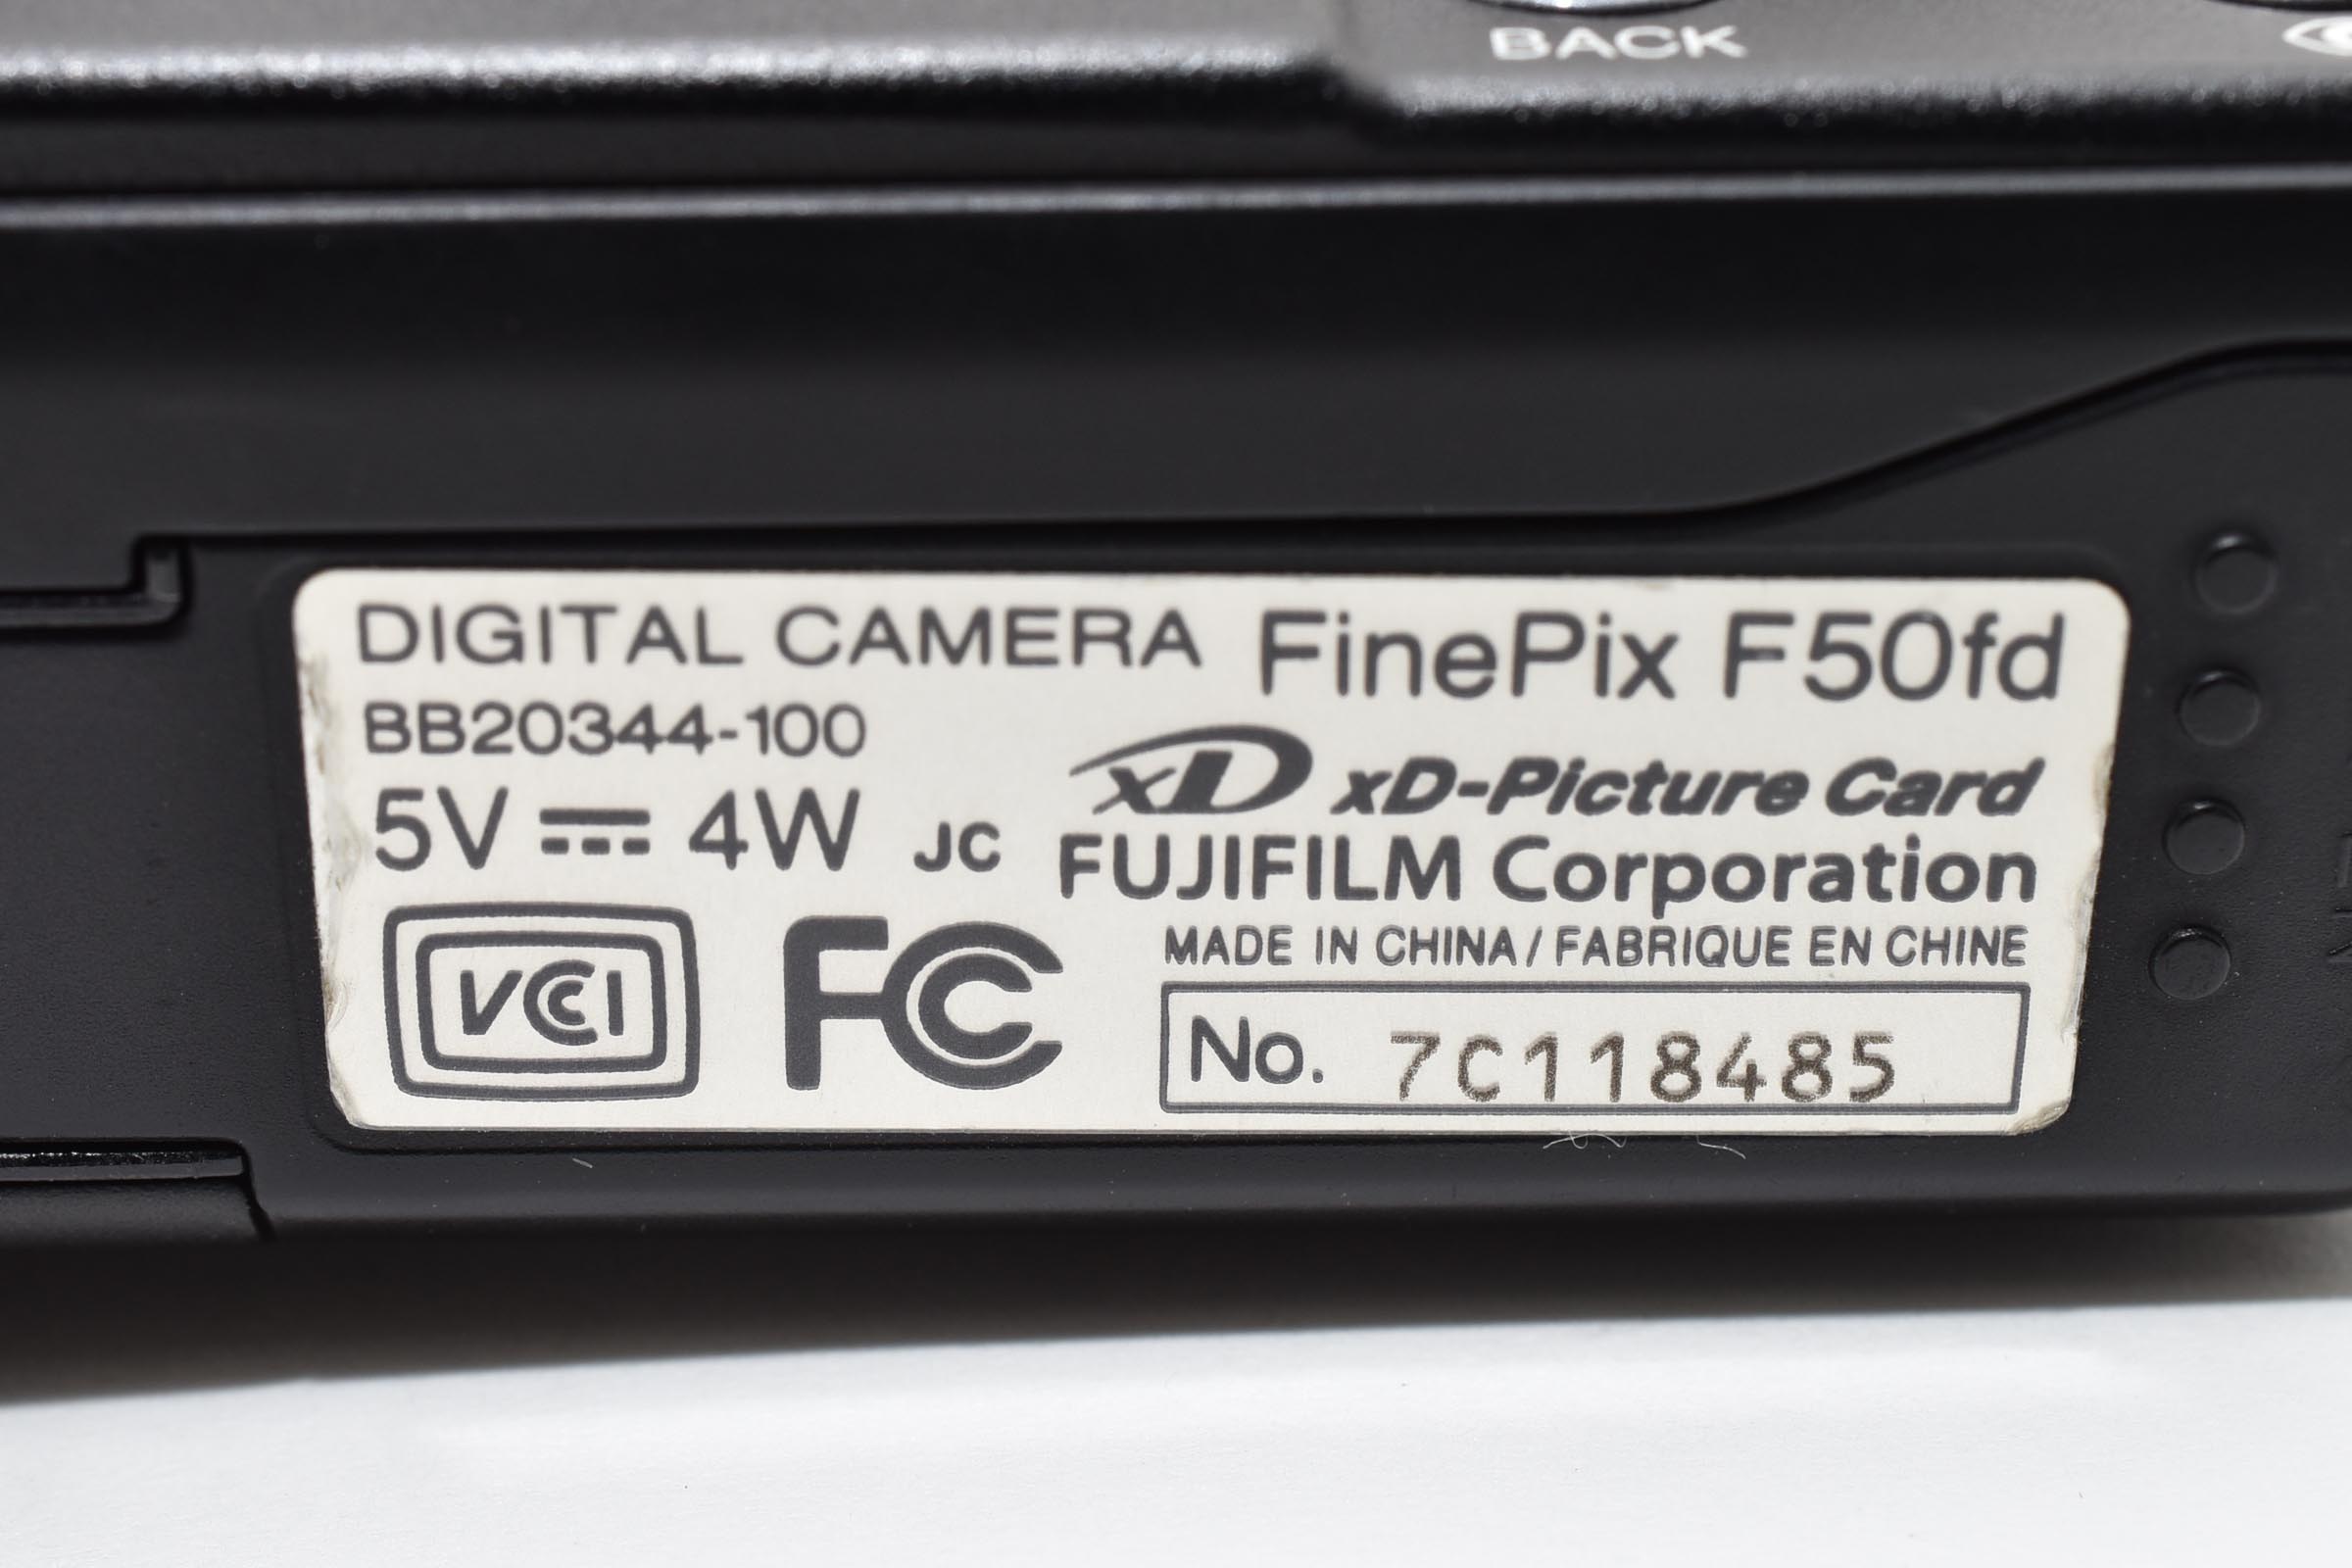 BACK
DIGITAL CAMERA FinePix F50fd
BB20344-100
xD xD-Picture Card
5V ⎓ 4W JC FUJIFILM Corporation
VCCI FC MADE IN CHINA / FABRIQUE EN CHINE
No. 7C118485